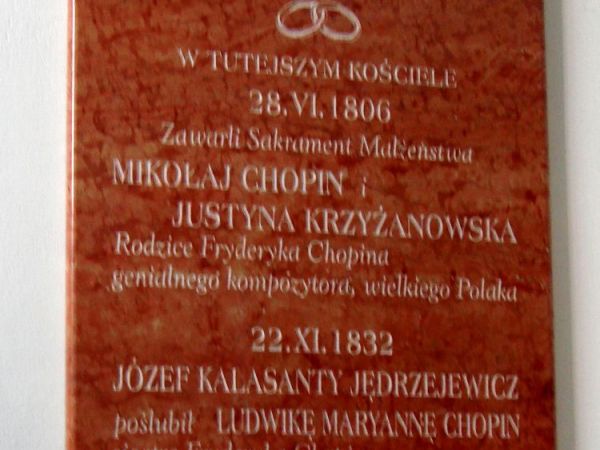 W TUTEJSZYM KOŚCIELE
28.VI.1806
Zawarli Sakrament Małżeństwa
MIKOŁAJ CHOPIN i
JUSTYNA KRZYŻANOWSKA
Rodzice Fryderyka Chopina
genialnego kompozytora, wielkiego Polaka
22.XI.1832
JÓZEF KALASANTY JĘDRZEJEWICZ
poślubił LUDWIKĘ MARYANNĘ CHOPIN